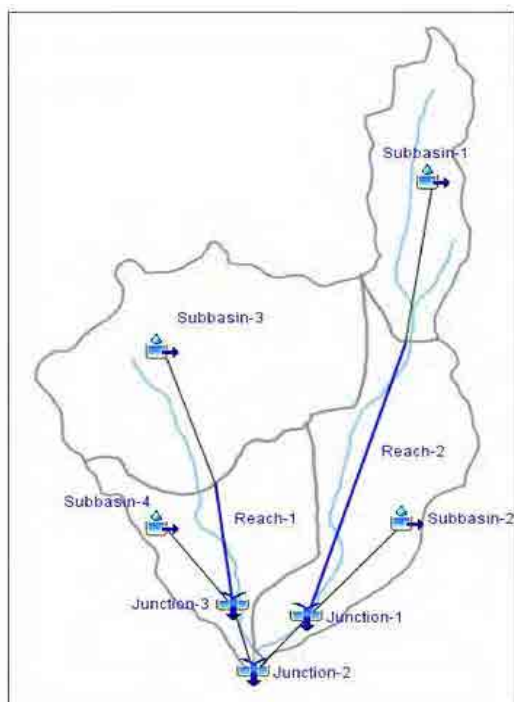 Subbasin-1
Subbasin-3
Reach-2
Subbasin-4
Reach-1
Subbasin-2
Junction-3
Junction-1
Junction-2